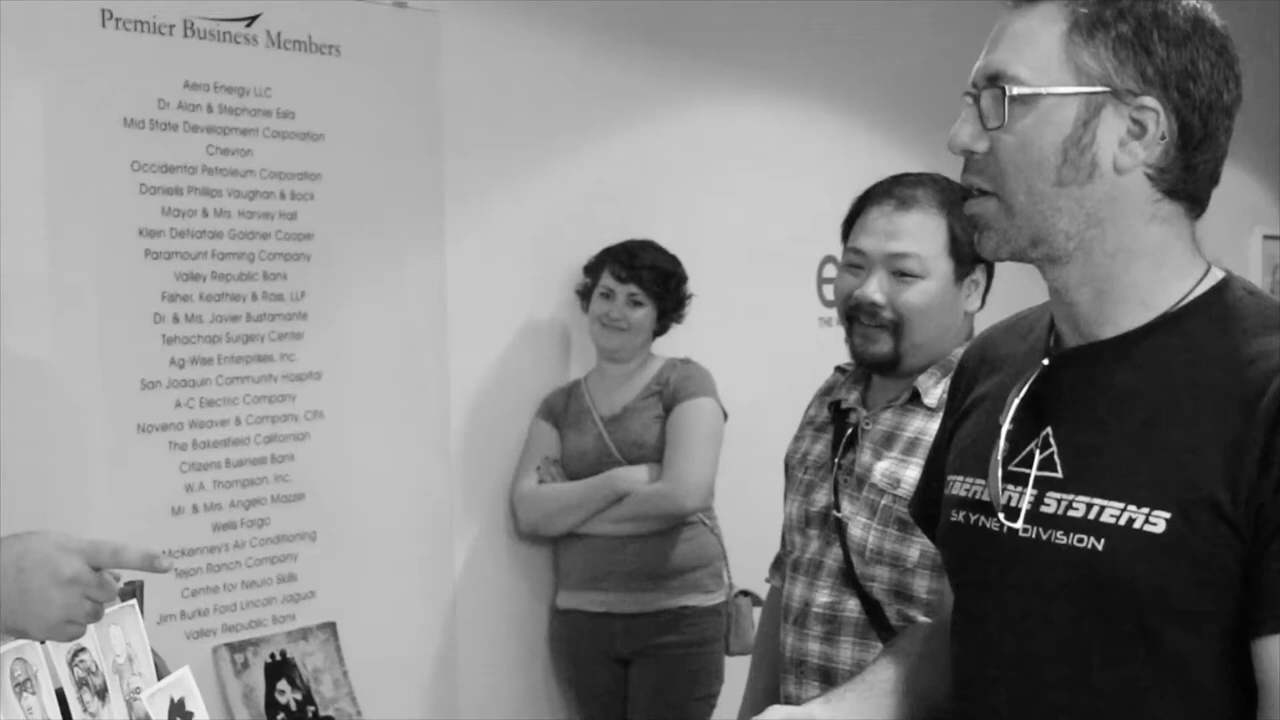 Premier Business Members
Aera Energy LLC
Dr. Alan & Stephanie Esla
Mid State Development Corporation
Chevron
Occidental Petroleum Corporation
Daniells Phillips Vaughan & Bock
Mayor & Mrs. Harvey Hall
Klein DeNatale Goldner Cooper
Paramount Farming Company
Valley Republic Bank
Fisher, Keathley & Ross, LLP
Dr. & Mrs. Javier Bustamante
Tehachapi Surgery Center
Ag-Wise Enterprises, Inc.
San Joaquin Community Hospital
A-C Electric Company
Novena Weaver & Company, CPA
The Bakersfield Californian
Citizens Business Bank
W.A. Thompson, Inc.
Mr. & Mrs. Angelo Mazzei
Wells Fargo
McKenney's Air Conditioning
Tejon Ranch Company
Centre for Neuro Skills
Jim Burke Ford Lincoln Jaguar
Valley Republic Bank
THE
SYSTEMS
SKYNET DIVISION